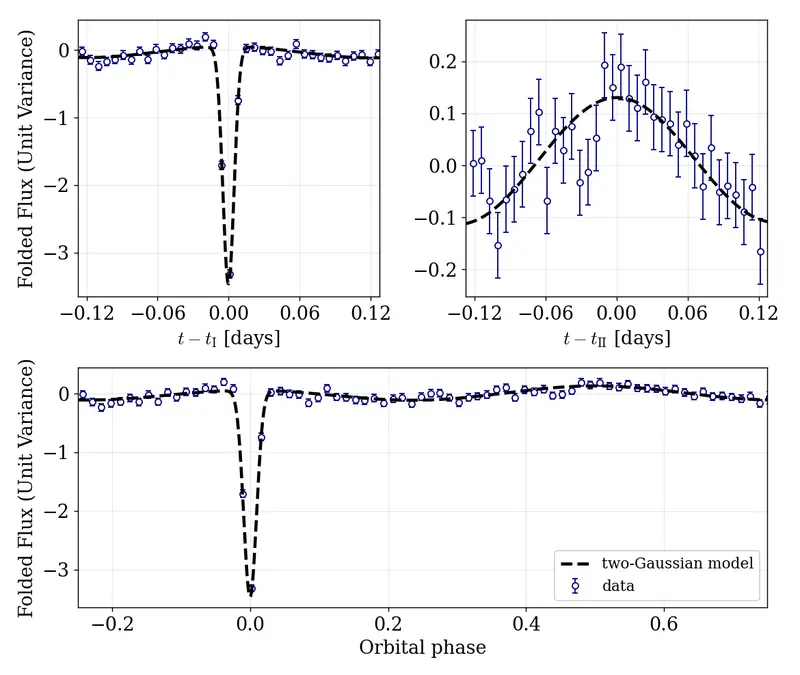 Folded Flux (Unit Variance)
0
−1
−2
−3
−0.12 −0.06 0.00 0.06 0.12
t − tI [days]
0.2
0.1
0.0
−0.1
−0.2
−0.12 −0.06 0.00 0.06 0.12
t − tII [days]
Folded Flux (Unit Variance)
0
−1
−2
−3
−0.2 0.0 0.2 0.4 0.6
Orbital phase
two-Gaussian model
data